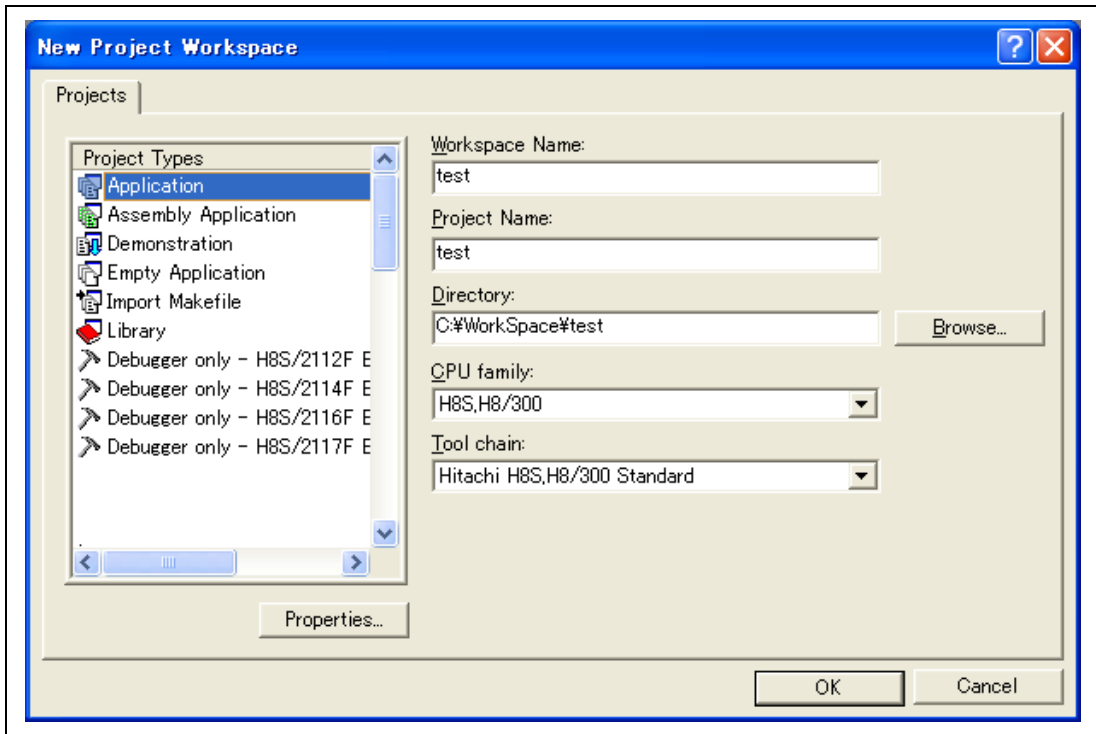 New Project Workspace
Projects
Project Types
Application
Assembly Application
Demonstration
Empty Application
Import Makefile
Library
Debugger only - H8S/2112F E
Debugger only - H8S/2114F E
Debugger only - H8S/2116F E
Debugger only - H8S/2117F E
Properties...
Workspace Name:
test
Project Name:
test
Directory:
C:¥WorkSpace¥test
Browse...
CPU family:
H8S,H8/300
Tool chain:
Hitachi H8S,H8/300 Standard
OK
Cancel